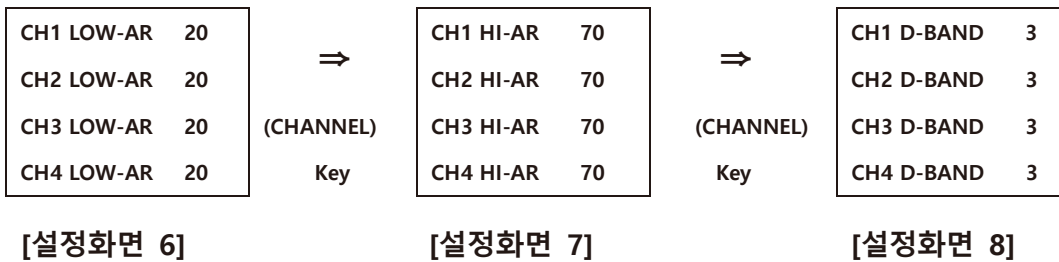 CH1 LOW-AR 20
CH2 LOW-AR 20
CH3 LOW-AR 20
CH4 LOW-AR 20
⇒
(CHANNEL)
Key
CH1 HI-AR 70
CH2 HI-AR 70
CH3 HI-AR 70
CH4 HI-AR 70
⇒
(CHANNEL)
Key
CH1 D-BAND 3
CH2 D-BAND 3
CH3 D-BAND 3
CH4 D-BAND 3
[설정화면 6]
[설정화면 7]
[설정화면 8]